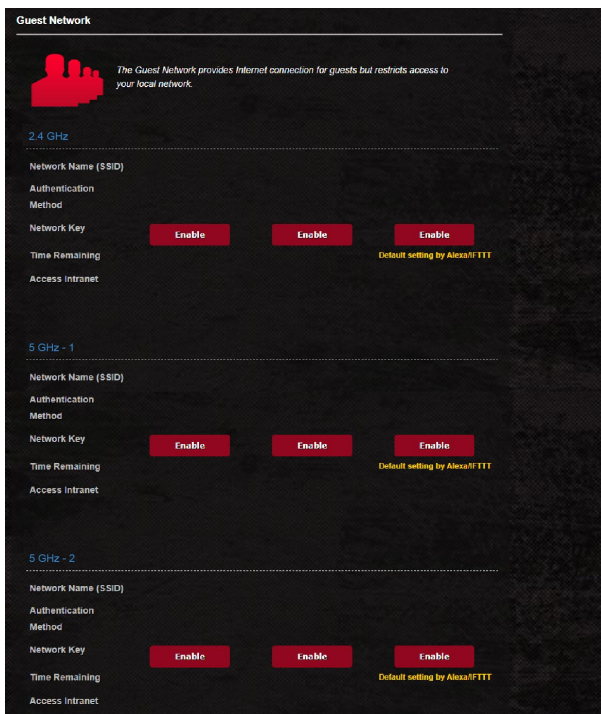 Guest Network
The Guest Network provides Internet connection for guests but restricts access to
your local network.
2.4 GHz
Network Name (SSID)
Authentication
Method
Network Key
Enable Enable Enable
Time Remaining
Default setting by Alexa/IFTTT
Access Intranet
5 GHz - 1
Network Name (SSID)
Authentication
Method
Network Key
Enable Enable Enable
Time Remaining
Default setting by Alexa/IFTTT
Access Intranet
5 GHz - 2
Network Name (SSID)
Authentication
Method
Network Key
Enable Enable Enable
Time Remaining
Default setting by Alexa/IFTTT
Access Intranet